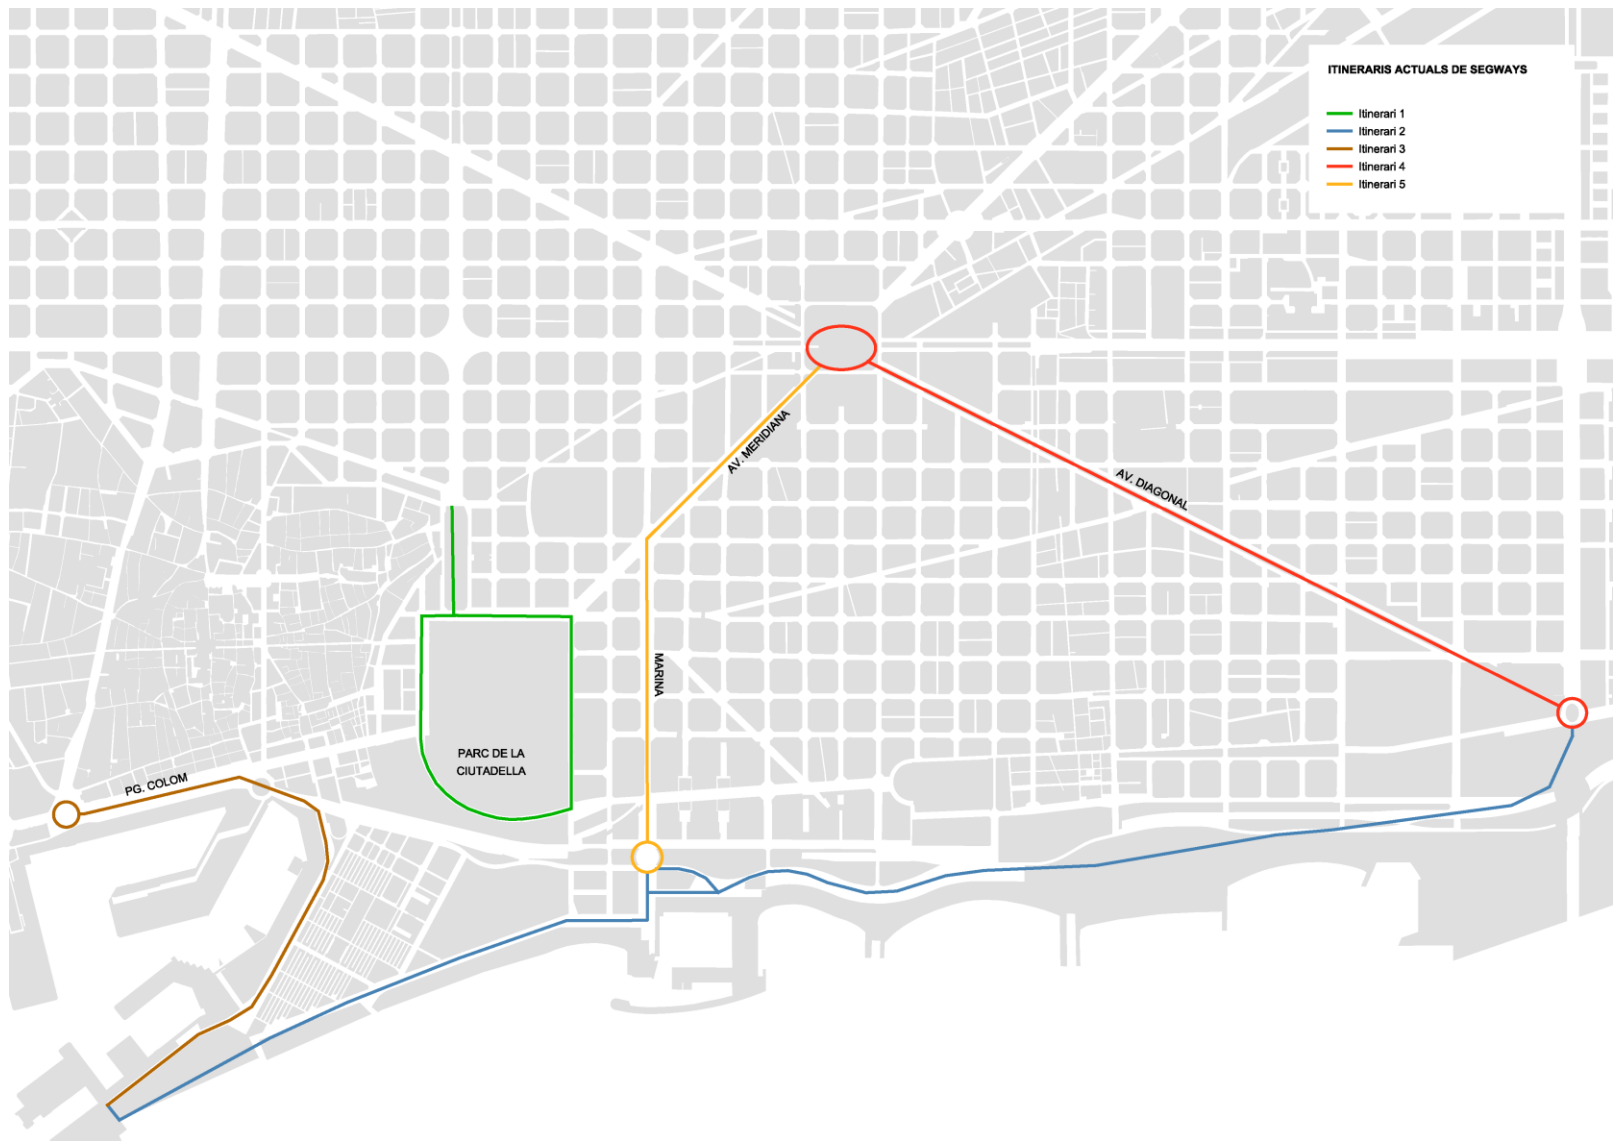 ITINERARIS ACTUALS DE SEGWAYS
Itinerari 1
Itinerari 2
Itinerari 3
Itinerari 4
Itinerari 5
AV. MERIDIANA
AV. DIAGONAL
MARINA
PARC DE LA
CIUTADELLA
PG. COLOM